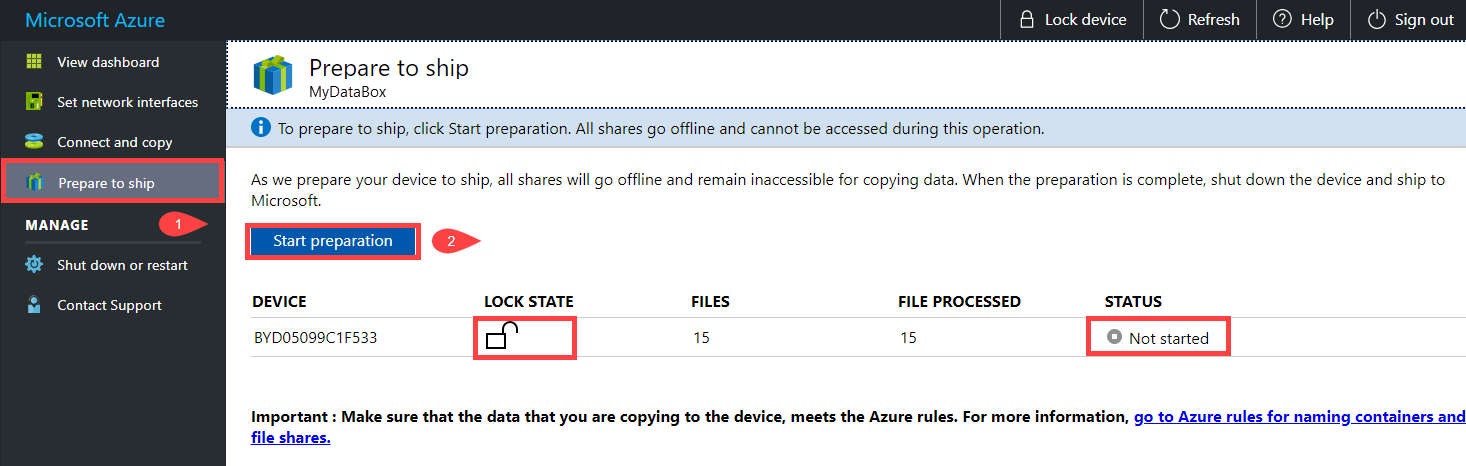 Microsoft Azure
Lock device
Refresh
Help
Sign out
View dashboard
Set network interfaces
Connect and copy
Prepare to ship
MANAGE
1
Shut down or restart
Contact Support
Prepare to ship
MyDataBox
To prepare to ship, click Start preparation. All shares go offline and cannot be accessed during this operation.
As we prepare your device to ship, all shares will go offline and remain inaccessible for copying data. When the preparation is complete, shut down the device and ship to
Microsoft.
Start preparation
2
DEVICE LOCK STATE FILES FILE PROCESSED STATUS
BYD05099C1F533 15 15 Not started
Important : Make sure that the data that you are copying to the device, meets the Azure rules. For more information, go to Azure rules for naming containers and
file shares.